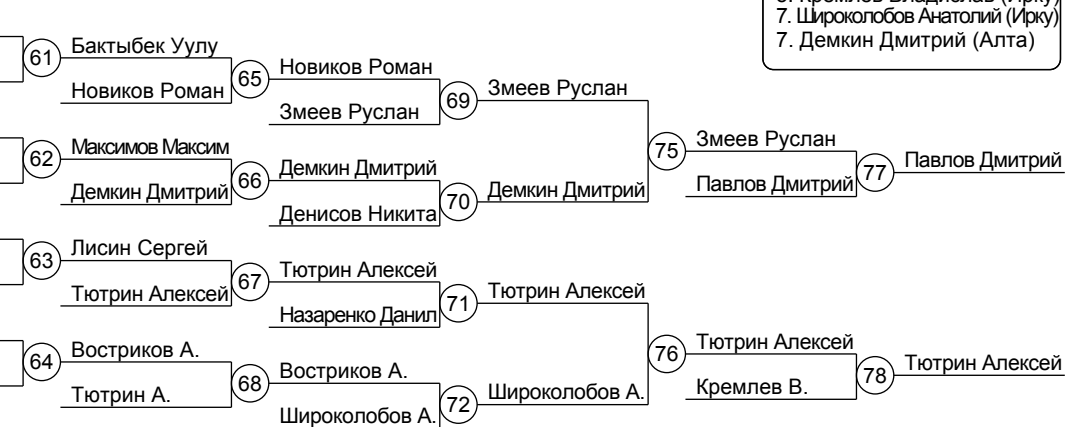 7. Широколобов Анатолий (Ирку)
7. Демкин Дмитрий (Алта)
61 Бактыбек Уулу
Новиков Роман
65 Новиков Роман
Змеев Руслан
69 Змеев Руслан
62 Максимов Максим
Демкин Дмитрий
66 Демкин Дмитрий
Денисов Никита
70 Демкин Дмитрий
75 Змеев Руслан
Павлов Дмитрий
77 Павлов Дмитрий
63 Лисин Сергей
Тютрин Алексей
67 Тютрин Алексей
Назаренко Данил
71 Тютрин Алексей
64 Востриков А.
Тютрин А.
68 Востриков А.
Широколобов А.
72 Широколобов А.
76 Тютрин Алексей
Кремлев В.
78 Тютрин Алексей